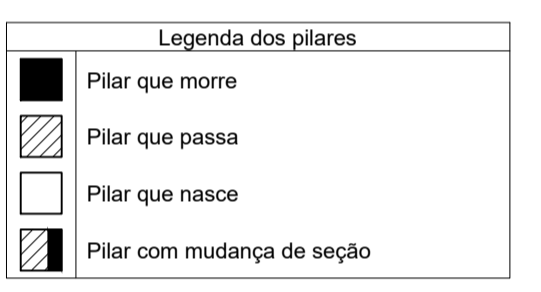 Legenda dos pilares
Pilar que morre
Pilar que passa
Pilar que nasce
Pilar com mudança de seção